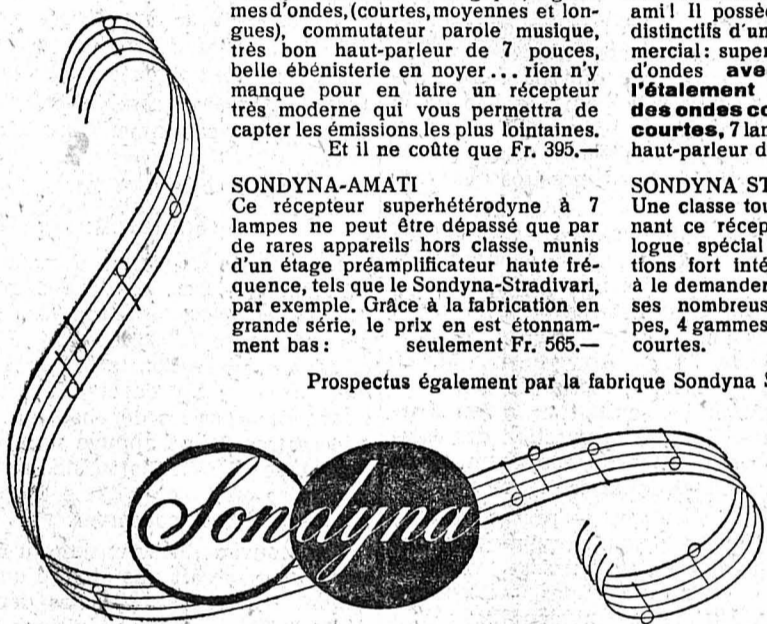 mes d'ondes, (courtes, moyennes et lon-
gues), commutateur parole musique,
très bon haut-parleur de 7 pouces,
belle ébénisterie en noyer... rien n'y
manque pour en faire un récepteur
très moderne qui vous permettra de
capter les émissions les plus lointaines.
Et il ne coûte que Fr. 395.—
SONDYNA-AMATI
Ce récepteur superhétérodyne à 7
lampes ne peut être dépassé que par
de rares appareils hors classe, munis
d'un étage préamplificateur haute fré-
quence, tels que le Sondyna-Stradivari,
par exemple. Grâce à la fabrication en
grande série, le prix en est étonnam-
ment bas: seulement Fr. 565.—
ami! Il possè
distinctifs d'un
mercial: super
d'ondes ave
l'étalement
des ondes co
courtes, 7 lan
haut-parleur d
SONDYNA ST
Une classe tou
nant ce récep
logue spécial
tions fort inté
à le demander
ses nombreus
pes, 4 gammes
courtes.
Prospectus également par la fabrique Sondyna S
Sondyna